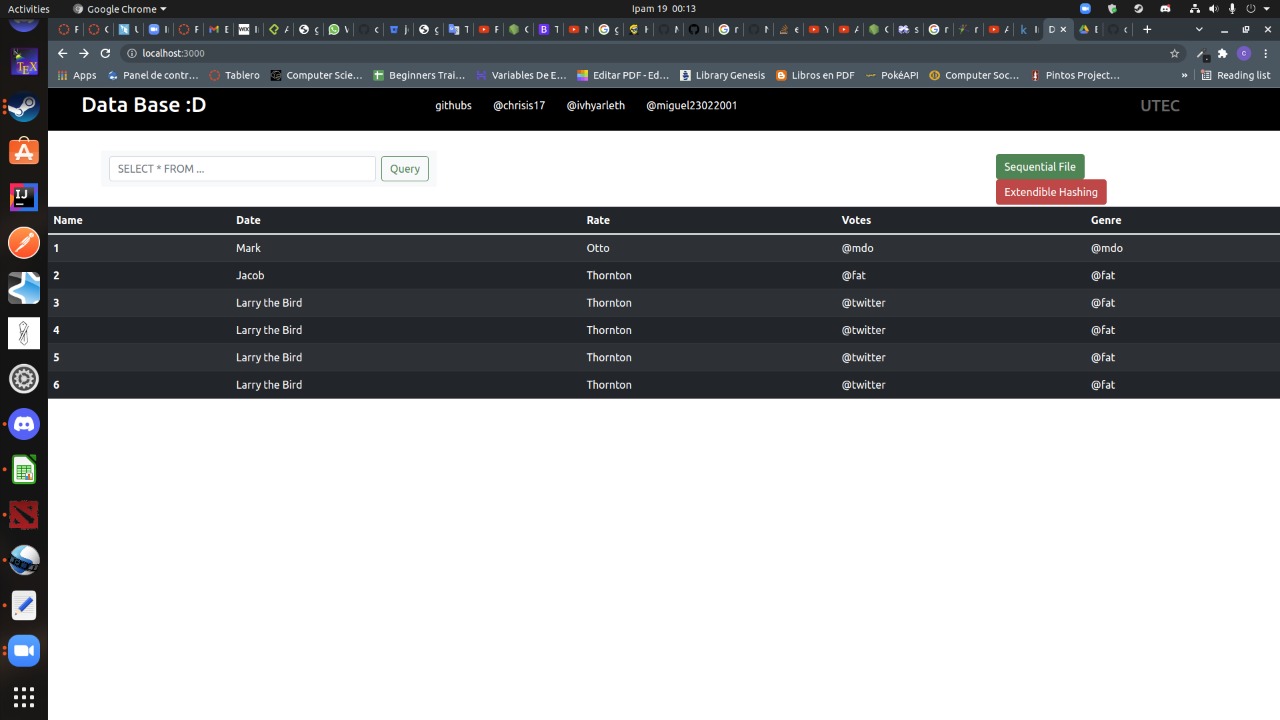 Activities Google Chrome Ipam 19 00:13
localhost:3000
Apps Panel de contr... Tablero Computer Scie... Beginners Trai... Variables De E... Editar PDF - Ed... Library Genesis Libros en PDF PokéAPI Computer Soc... Pintos Project... » Reading list
Data Base :D githubs @chrisis17 @ivhyarleth @miguel23022001 UTEC
SELECT * FROM ... Query Sequential File
Extendible Hashing
Name Date Rate Votes Genre
1 Mark Otto @mdo @mdo
2 Jacob Thornton @fat @fat
3 Larry the Bird Thornton @twitter @fat
4 Larry the Bird Thornton @twitter @fat
5 Larry the Bird Thornton @twitter @fat
6 Larry the Bird Thornton @twitter @fat